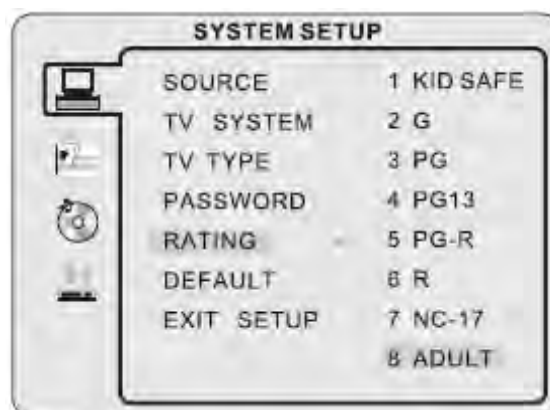 SYSTEM SETUP
SOURCE 1 KID SAFE
TV SYSTEM 2 G
TV TYPE 3 PG
PASSWORD 4 PG13
RATING 5 PG-R
DEFAULT 6 R
EXIT SETUP 7 NC-17
8 ADULT